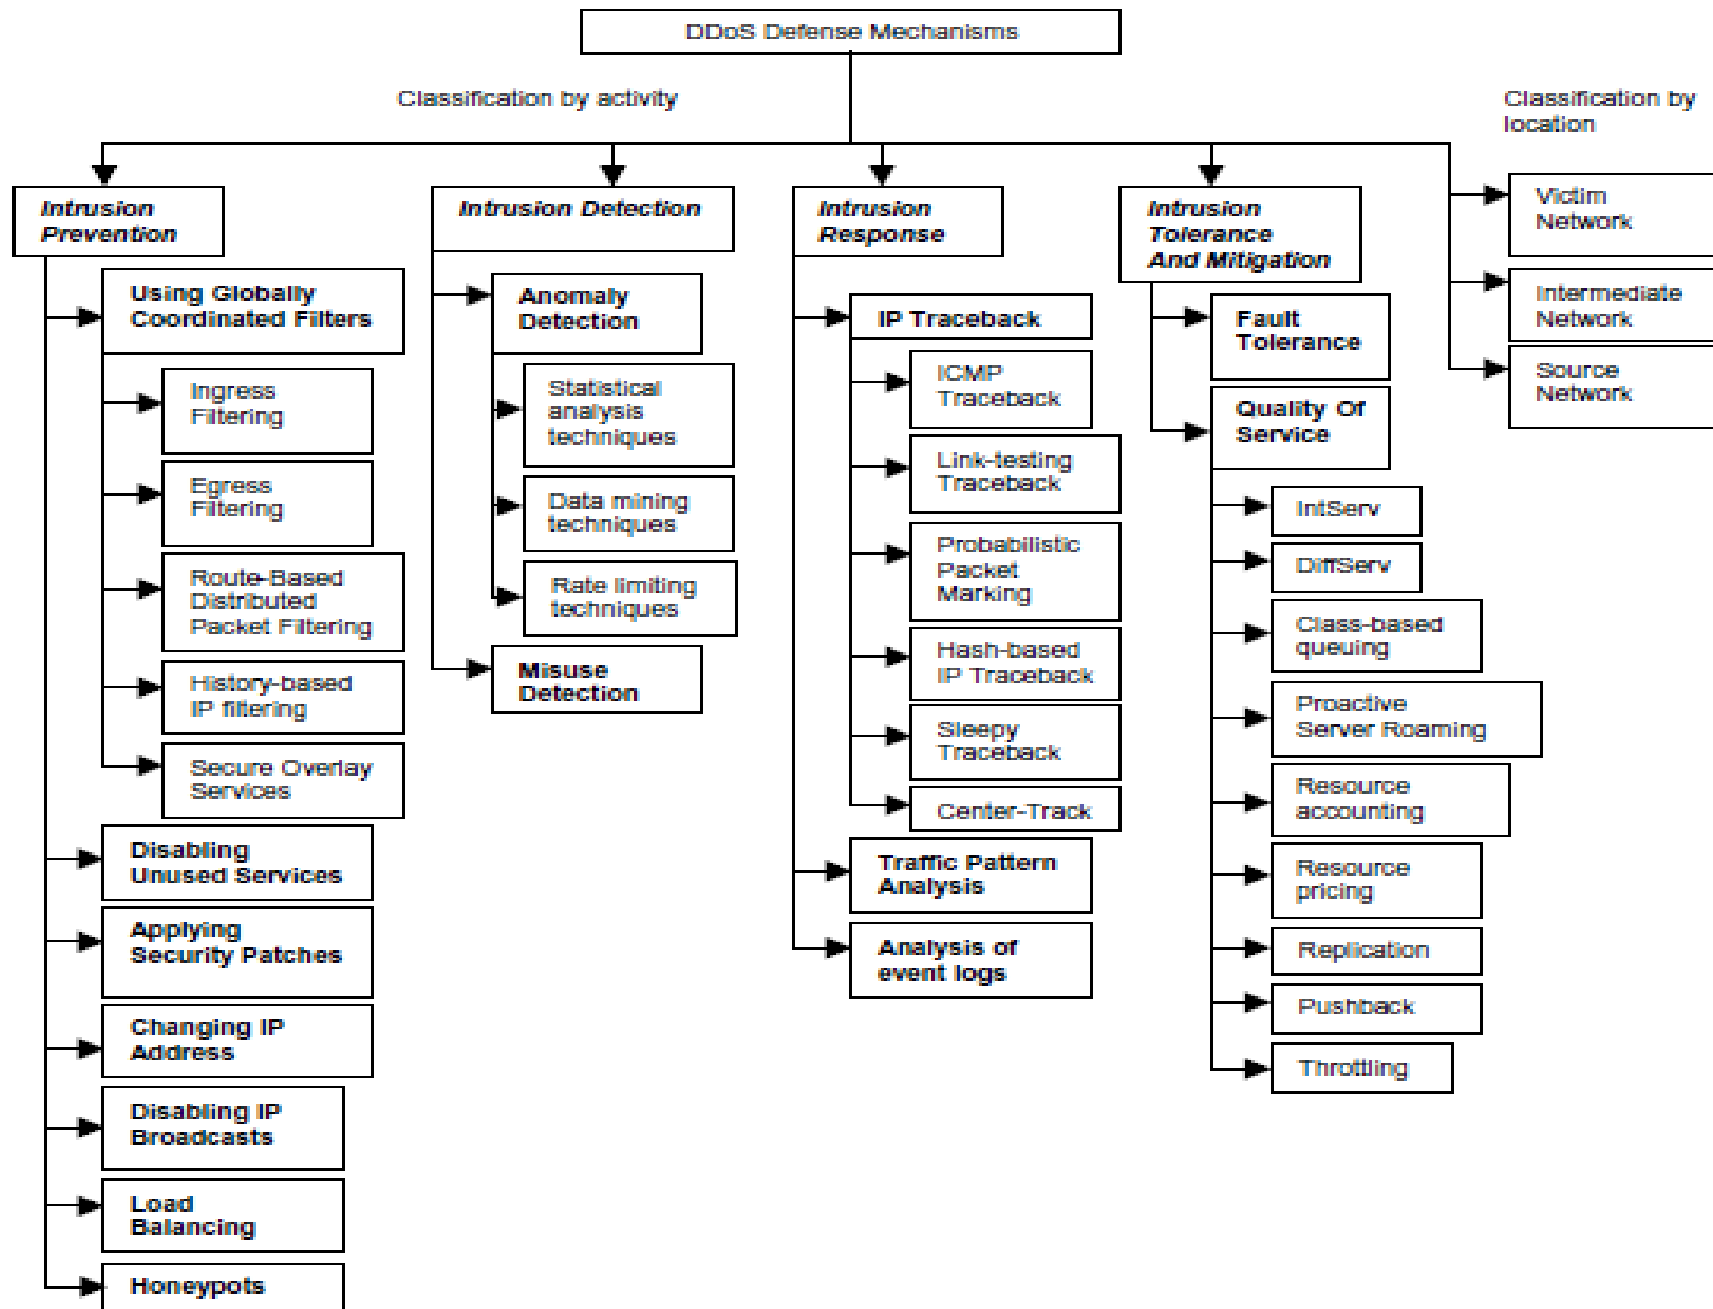 DDoS Defense Mechanisms
Classification by activity
Classification by
location
Intrusion
Prevention
Using Globally
Coordinated Filters
Ingress
Filtering
Egress
Filtering
Route-Based
Distributed
Packet Filtering
History-based
IP filtering
Secure Overlay
Services
Disabling
Unused Services
Applying
Security Patches
Changing IP
Address
Disabling IP
Broadcasts
Load
Balancing
Honeypots
Intrusion Detection
Anomaly
Detection
Statistical
analysis
techniques
Data mining
techniques
Rate limiting
techniques
Misuse
Detection
Intrusion
Response
IP Traceback
ICMP
Traceback
Link-testing
Traceback
Probabilistic
Packet
Marking
Hash-based
IP Traceback
Sleepy
Traceback
Center-Track
Traffic Pattern
Analysis
Analysis of
event logs
Intrusion
Tolerance
And Mitigation
Fault
Tolerance
Quality Of
Service
IntServ
DiffServ
Class-based
queuing
Proactive
Server Roaming
Resource
accounting
Resource
pricing
Replication
Pushback
Throttling
Victim
Network
Intermediate
Network
Source
Network